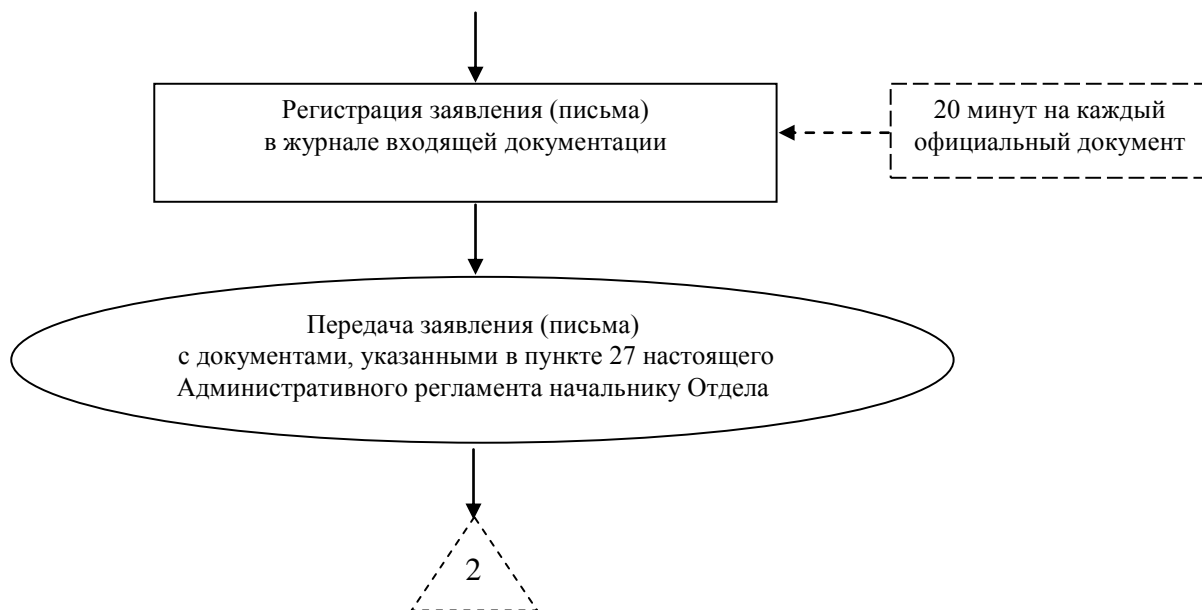 Регистрация заявления (письма)
в журнале входящей документации
20 минут на каждый
официальный документ
Передача заявления (письма)
с документами, указанными в пункте 27 настоящего
Административного регламента начальнику Отдела
2